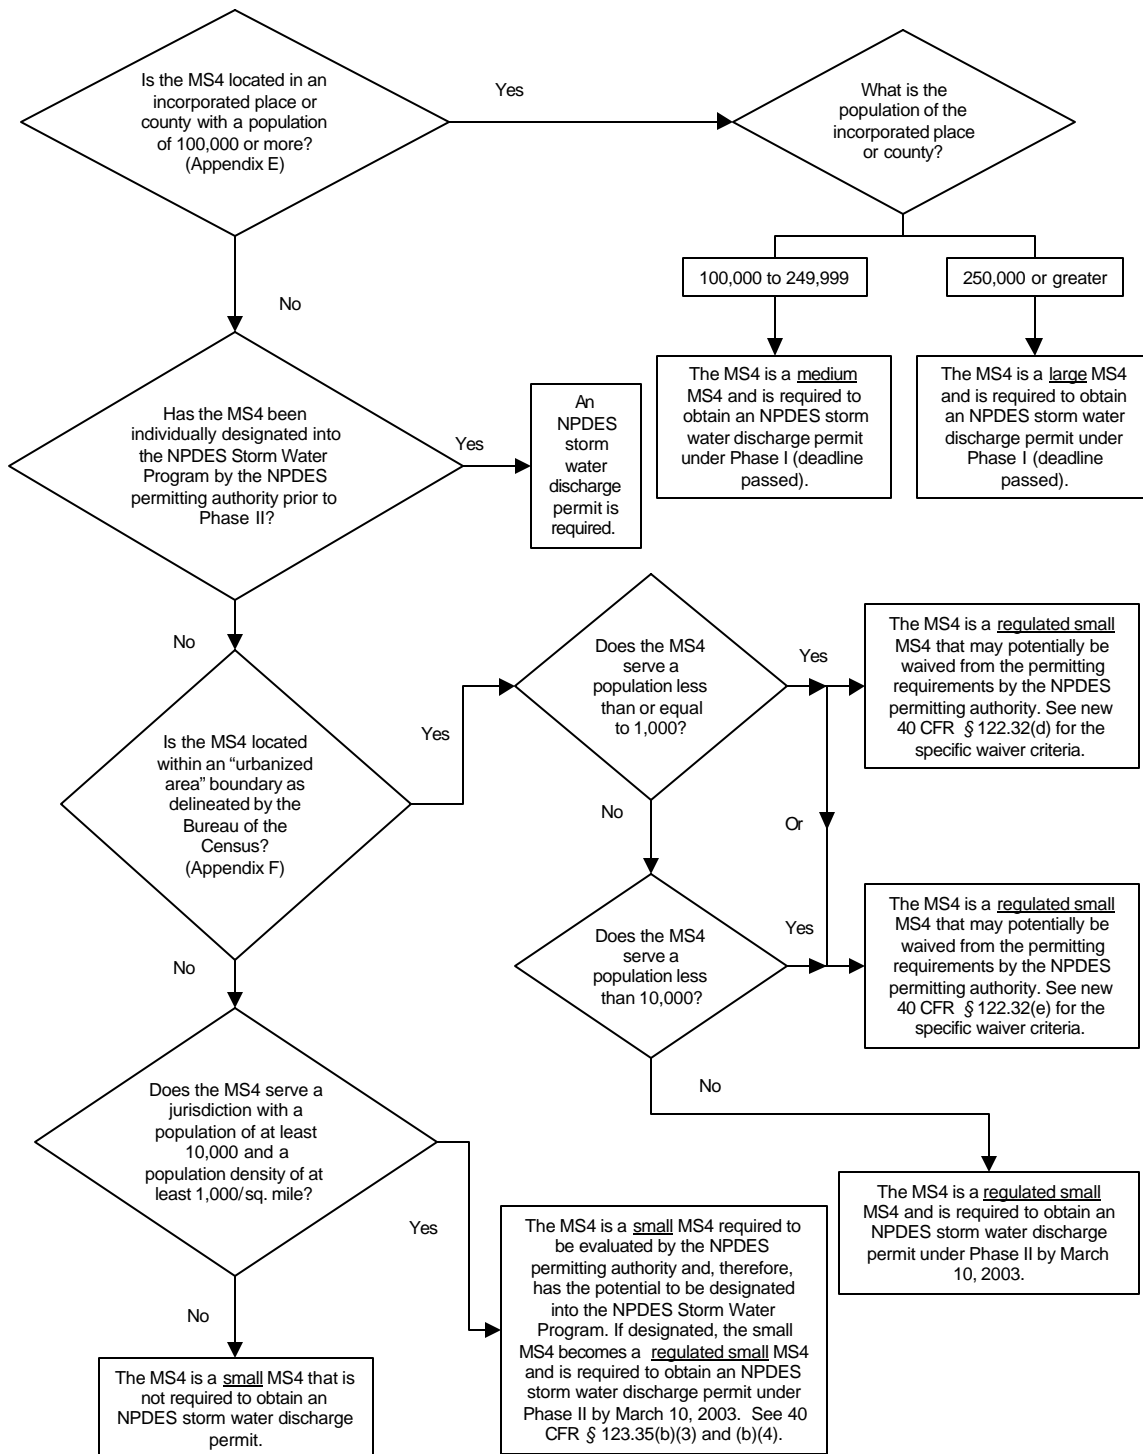 Is the MS4 located in an
incorporated place or
county with a population
of 100,000 or more?
(Appendix E)
Yes
What is the
population of the
incorporated place
or county?
No
100,000 to 249,999
250,000 or greater
The MS4 is a medium
MS4 and is required to
obtain an NPDES storm
water discharge permit
under Phase I (deadline
passed).
The MS4 is a large MS4
and is required to obtain
an NPDES storm water
discharge permit under
Phase I (deadline
passed).
Has the MS4 been
individually designated into
the NPDES Storm Water
Program by the NPDES
permitting authority prior to
Phase II?
Yes
An
NPDES
storm
water
discharge
permit is
required.
No
Is the MS4 located
within an “urbanized
area” boundary as
delineated by the
Bureau of the
Census?
(Appendix F)
Yes
Does the MS4
serve a
population less
than or equal
to 1,000?
Yes
The MS4 is a regulated small
MS4 that may potentially be
waived from the permitting
requirements by the NPDES
permitting authority. See new
40 CFR § 122.32(d) for the
specific waiver criteria.
No
Or
Does the MS4
serve a
population less
than 10,000?
Yes
The MS4 is a regulated small
MS4 that may potentially be
waived from the permitting
requirements by the NPDES
permitting authority. See new
40 CFR § 122.32(e) for the
specific waiver criteria.
No
The MS4 is a regulated small
MS4 and is required to obtain an
NPDES storm water discharge
permit under Phase II by March
10, 2003.
No
Does the MS4 serve a
jurisdiction with a
population of at least
10,000 and a
population density of at
least 1,000/sq. mile?
Yes
The MS4 is a small MS4 required to
be evaluated by the NPDES
permitting authority and, therefore,
has the potential to be designated
into the NPDES Storm Water
Program. If designated, the small
MS4 becomes a regulated small MS4
and is required to obtain an NPDES
storm water discharge permit under
Phase II by March 10, 2003. See 40
CFR § 123.35(b)(3) and (b)(4).
No
The MS4 is a small MS4 that is
not required to obtain an
NPDES storm water discharge
permit.